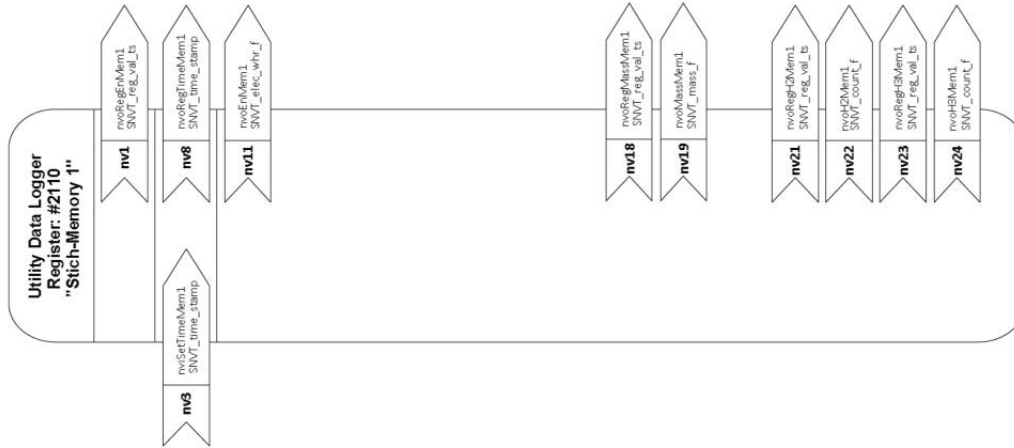 Utility Data Logger
Register: #2110
"Stich-Memory 1"
nv1
nvoRegEnMem1
SNVT_reg_val_ts
nv3
nviSetTimeMem1
SNVT_time_stamp
nv8
nvoRegTimeMem1
SNVT_time_stamp
nv11
nvoEnMem1
SNVT_elec_whr_f
nv18
nvoRegMassMem1
SNVT_reg_val_ts
nv19
nvoMassMem1
SNVT_mass_f
nv21
nvoRegH2Mem1
SNVT_reg_val_ts
nv22
nvoH2Mem1
SNVT_count_f
nv23
nvoRegH3Mem1
SNVT_reg_val_ts
nv24
nvoH3Mem1
SNVT_count_f